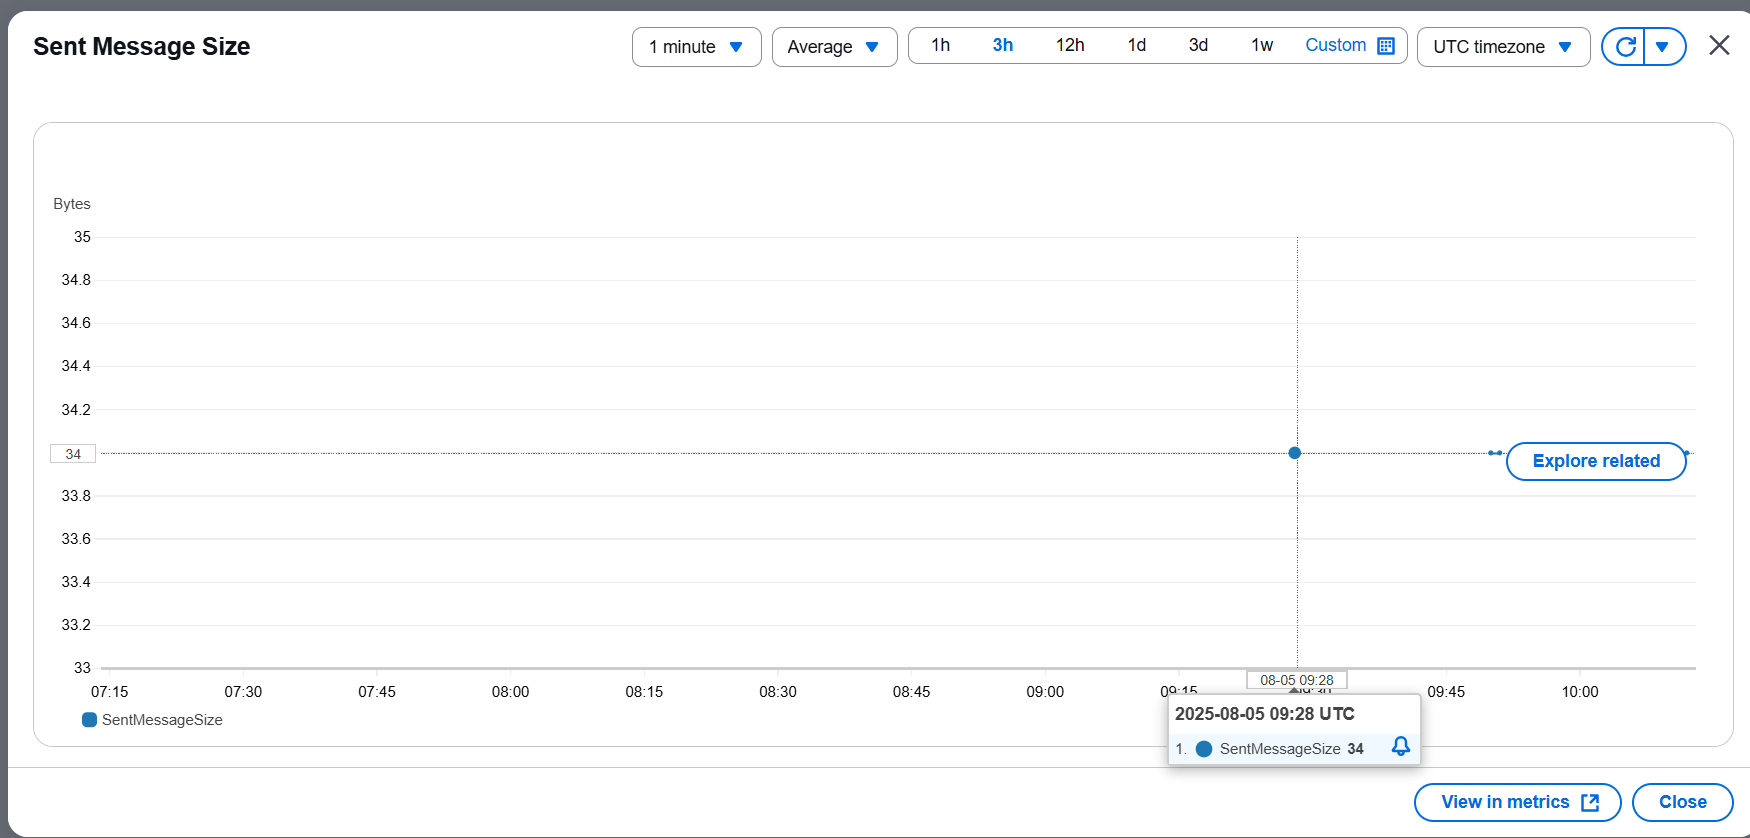 Sent Message Size
1 minute
Average
1h 3h 12h 1d 3d 1w Custom
UTC timezone
Bytes
35
34.8
34.6
34.4
34.2
34
33.8
33.6
33.4
33.2
33
Explore related
07:15 07:30 07:45 08:00 08:15 08:30 08:45 09:00 09:15 09:30 09:45 10:00
08-05 09:28
SentMessageSize
2025-08-05 09:28 UTC
1. SentMessageSize 34
View in metrics
Close